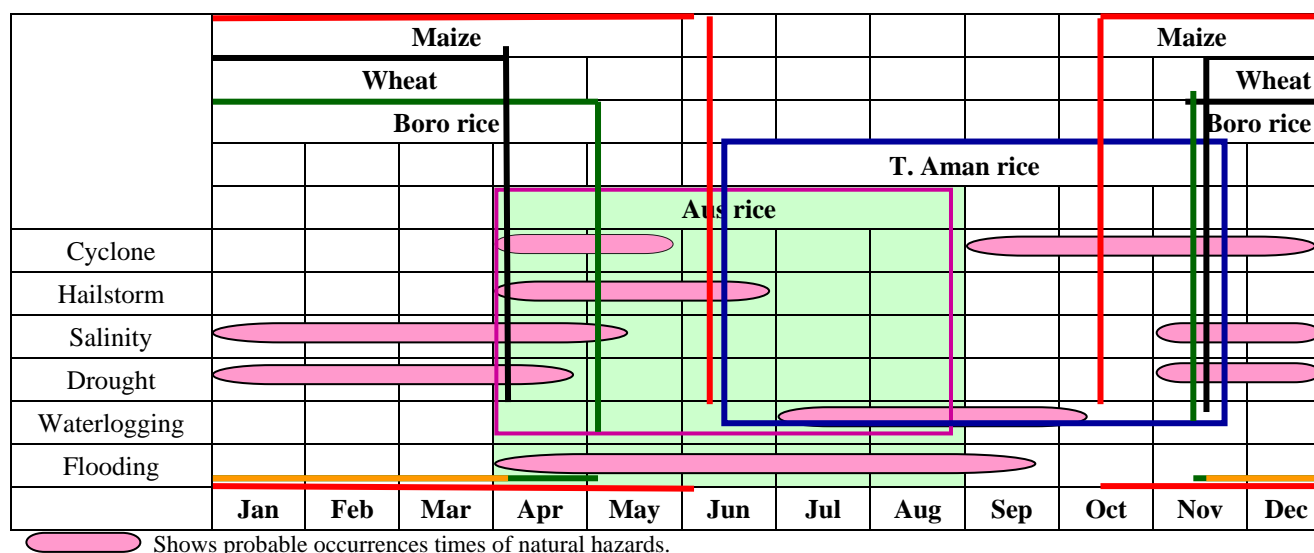 Maize Maize
Wheat Wheat
Boro rice Boro rice
T. Aman rice
Aus rice
Cyclone
Hailstorm
Salinity
Drought
Waterlogging
Flooding
Jan Feb Mar Apr May Jun Jul Aug Sep Oct Nov Dec
Shows probable occurrences times of natural hazards.